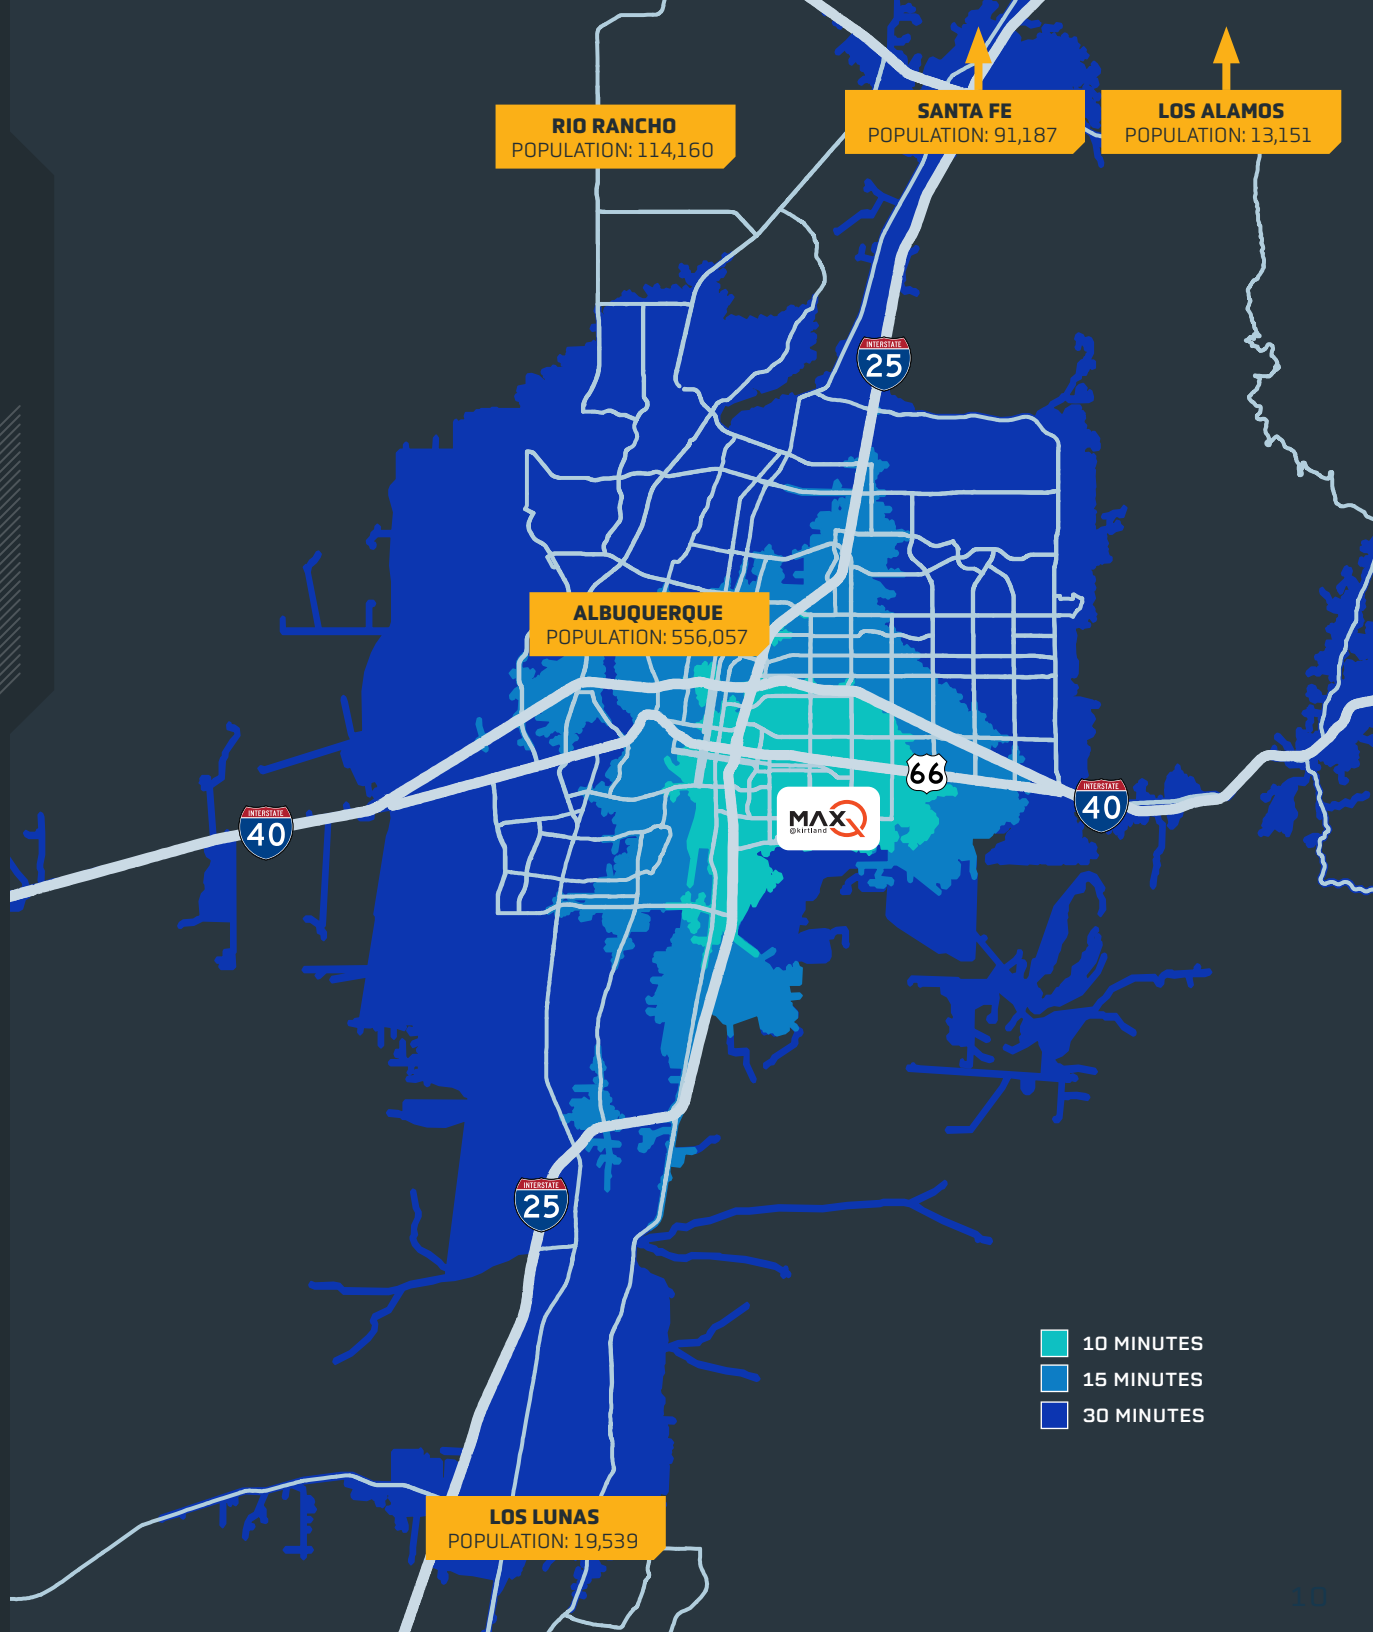 SANTA FE
POPULATION: 91,187
LOS ALAMOS
POPULATION: 13,151
RIO RANCHO
POPULATION: 114,160
INTERSTATE
25
ALBUQUERQUE
POPULATION: 556,057
66
INTERSTATE
40
INTERSTATE
40
MAXQ
@kirtland
INTERSTATE
25
10 MINUTES
15 MINUTES
30 MINUTES
LOS LUNAS
POPULATION: 19,539
10